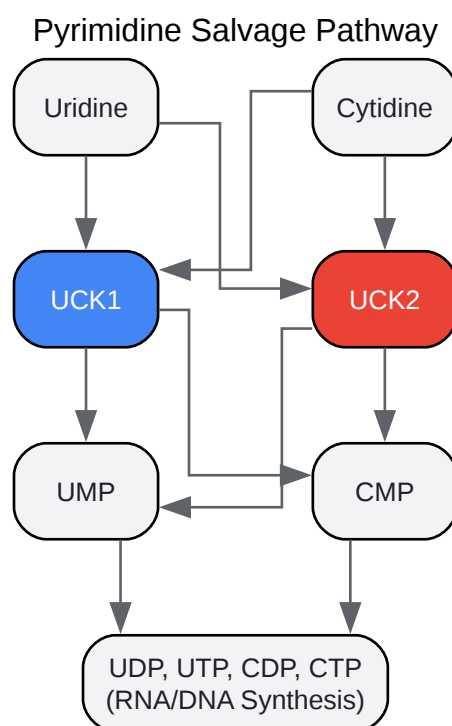 Pyrimidine Salvage Pathway
Uridine
Cytidine
UCK1
UCK2
UMP
CMP
UDP, UTP, CDP, CTP
(RNA/DNA Synthesis)